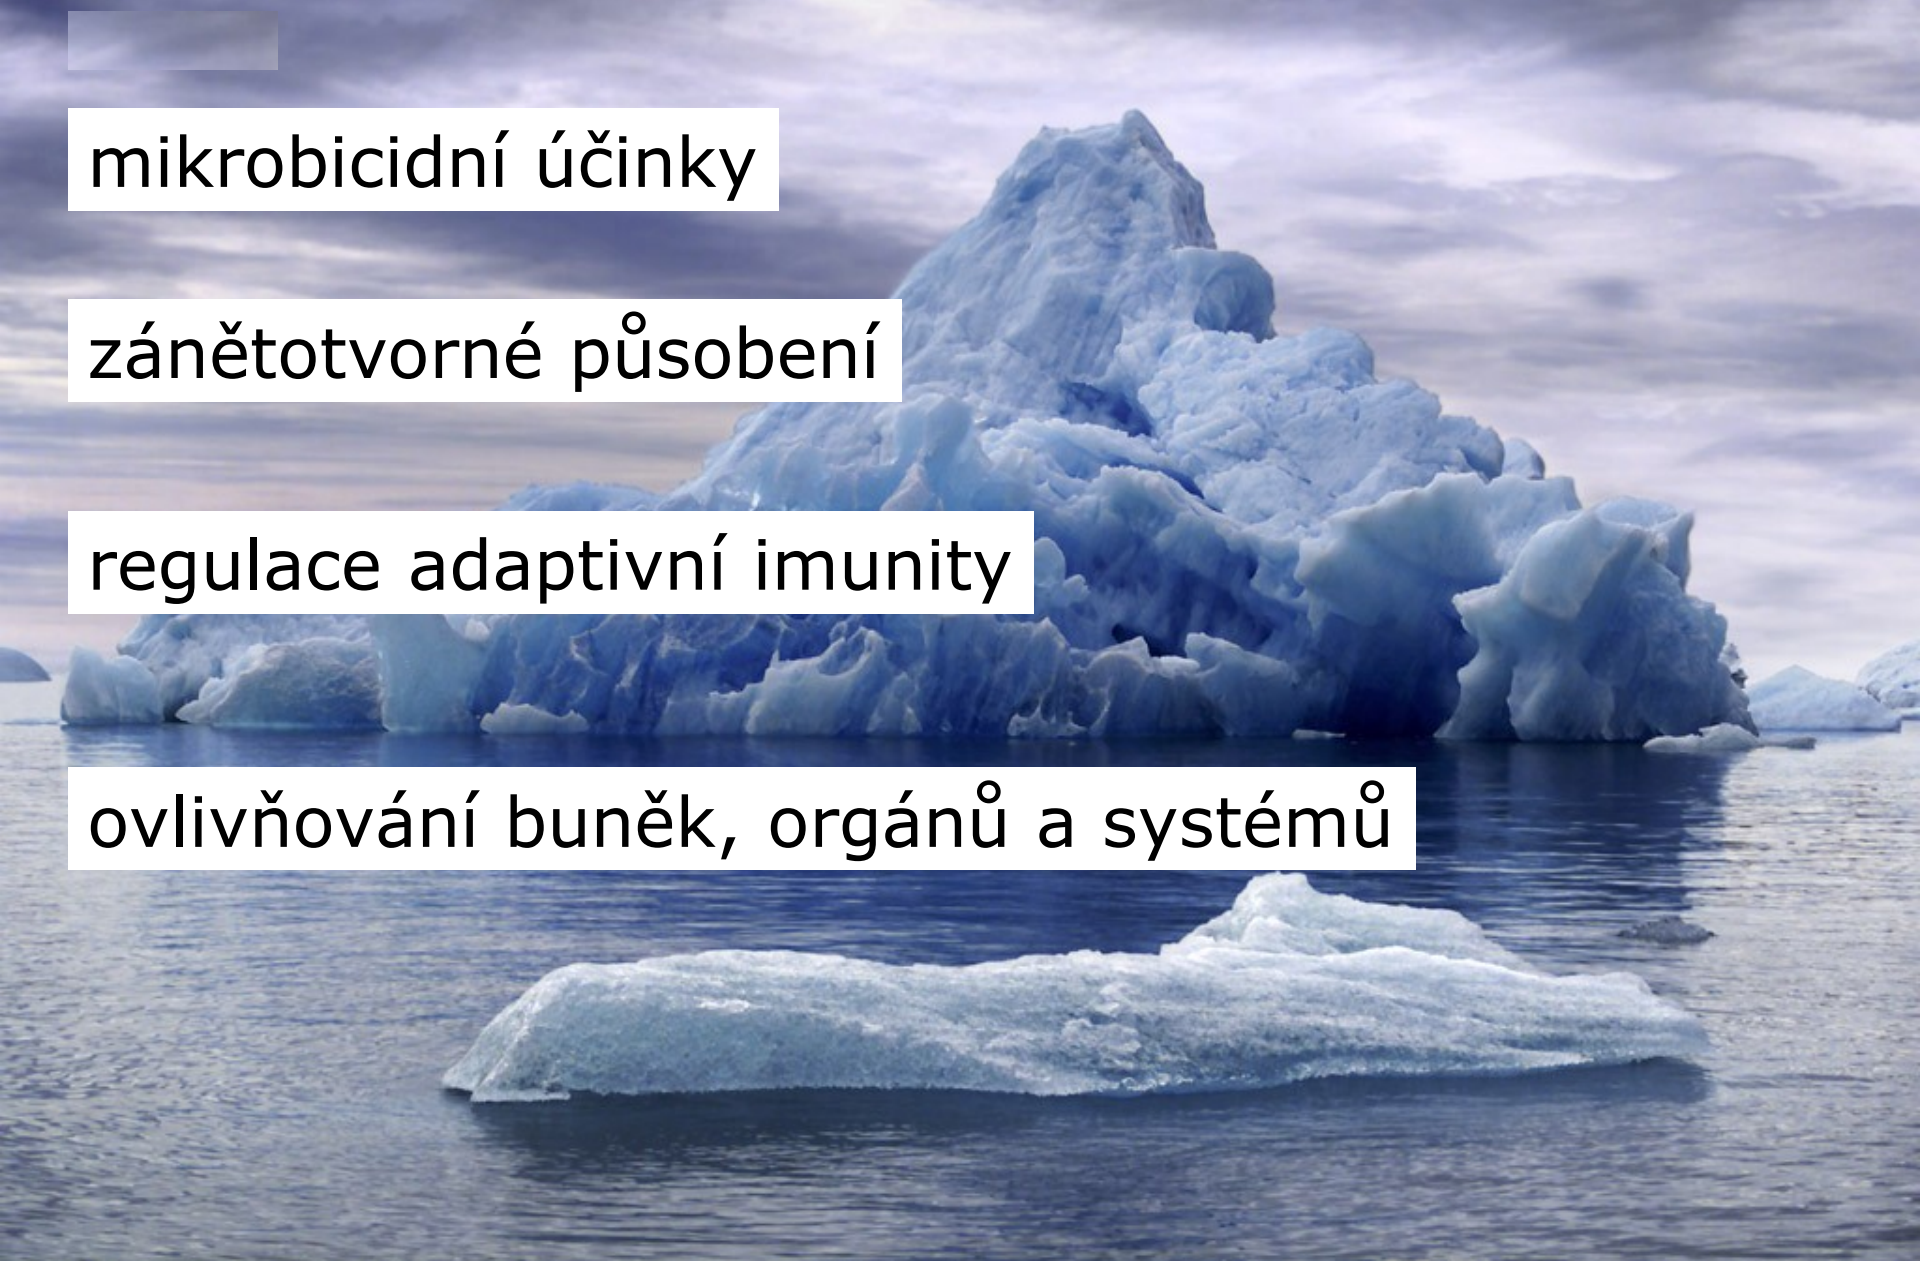 mikrobicidní účinky
zánětotvorné působení
regulace adaptivní imunity
ovlivňování buněk, orgánů a systémů